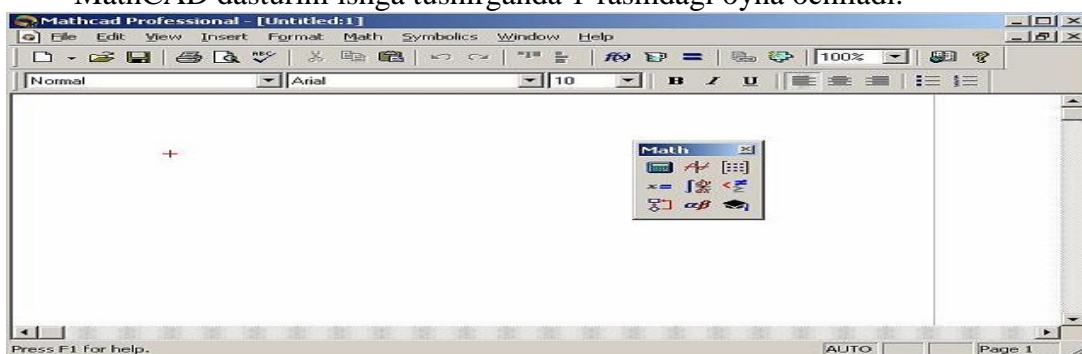 MathCAD dasturini ishga tushirganda 1-rasmdagi oyna ochiladi.
Mathcad Professional - [Untitled:1]
File Edit View Insert Format Math Symbolics Window Help
100%
Normal Arial 10 B I U
Math
Press F1 for help. AUTO Page 1